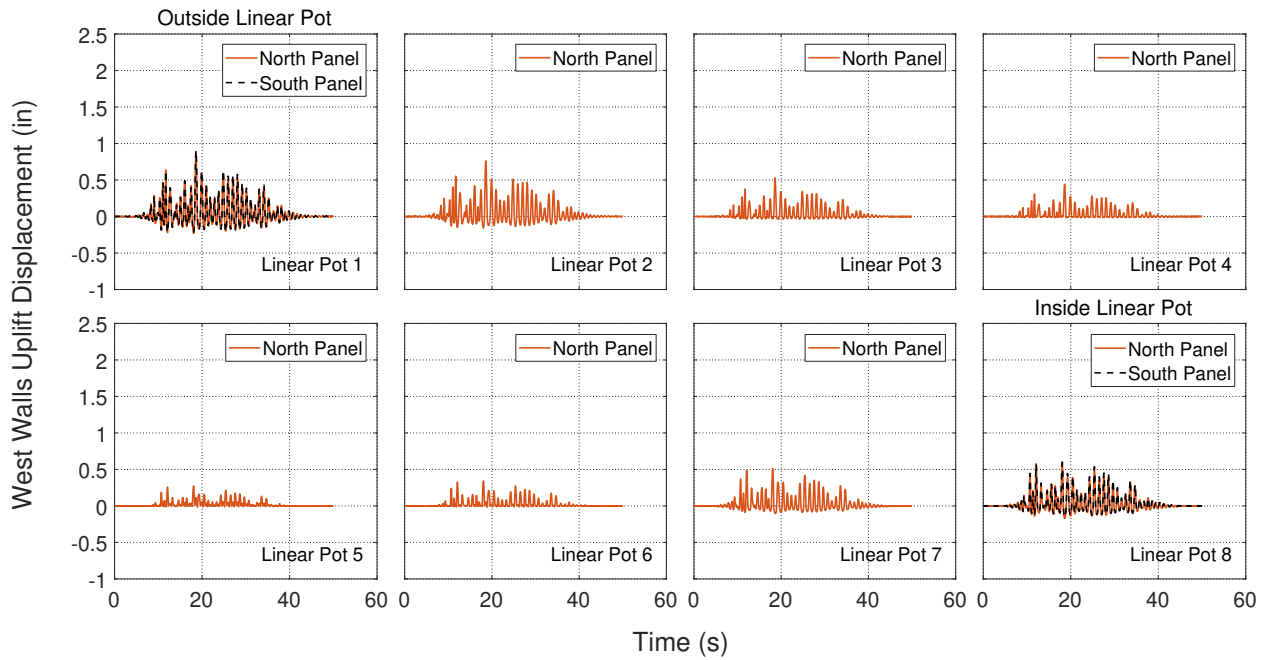 Outside Linear Pot
West Walls Uplift Displacement (in)
2.5
2
1.5
1
0.5
0
-0.5
-1
0
20
40
60
North Panel
South Panel
Linear Pot 1
North Panel
Linear Pot 2
North Panel
Linear Pot 3
North Panel
Linear Pot 4
Inside Linear Pot
2.5
2
1.5
1
0.5
0
-0.5
-1
North Panel
Linear Pot 5
North Panel
Linear Pot 6
North Panel
Linear Pot 7
North Panel
South Panel
Linear Pot 8
0
20
40
60
0
20
40
60
0
20
40
60
0
20
40
60
Time (s)